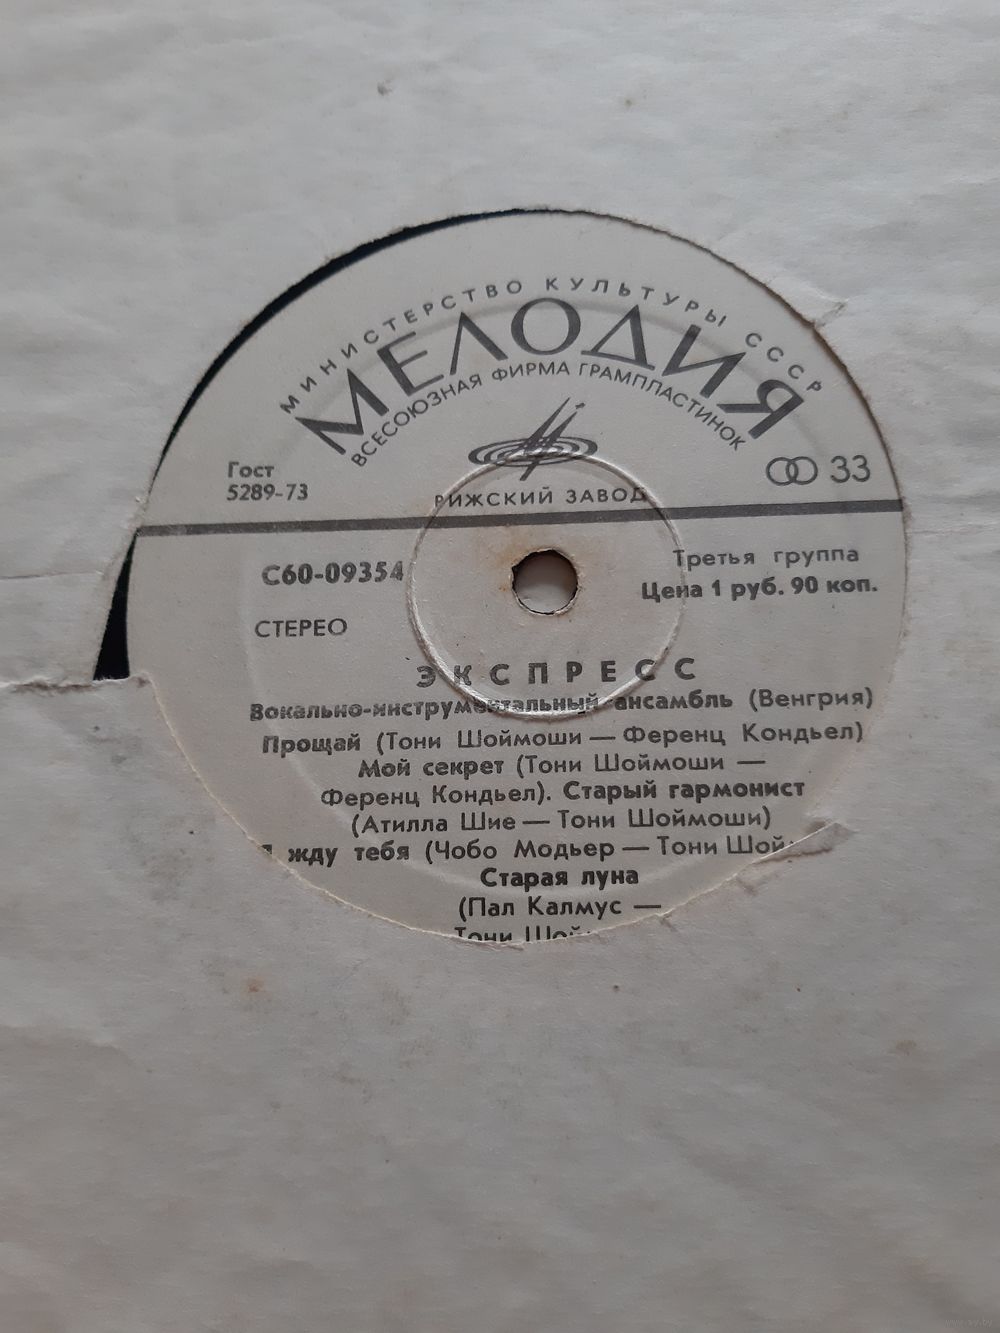 МИНИСТЕРСТВО КУЛЬТУРЫ СССР
МЕЛОДИЯ
ВСЕСОЮЗНАЯ ФИРМА ГРАМПЛАСТИНОК
Гост
5289-73
33
РИЖСКИЙ ЗАВОД
С60-09354
Третья группа
Цена 1 руб. 90 коп.
СТЕРЕО
ЭКСПРЕСС
Вокально-инструментальный ансамбль (Венгрия)
Прощай (Тони Шоймоши — Ференц Кондьел)
Мой секрет (Тони Шоймоши —
Ференц Кондьел). Старый гармонист
(Атилла Шие — Тони Шоймоши)
жду тебя (Чобо Модьер — Тони
Старая луна
(Пал Калмус —
Тони